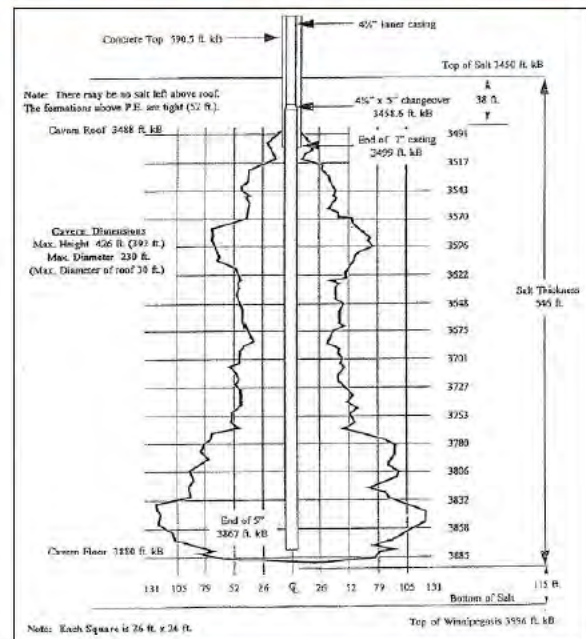 4½" inner casing
Concrete Top 590.5 ft. kB
Top of Salt 3450 ft. kB
Note: There may be no salt left above roof.
The formations above P.E. are tight (52 ft.)
4½" x 5" changeover
3458.6 ft. kB
38 ft.
Cavern Roof 3488 ft. kB
End of 7" casing
3499 ft. kB
3491
3517
3543
3570
Cavern Dimensions
Max. Height 426 ft (392 ft.)
Max. Diameter 230 ft.
(Max. Diameter of roof 30 ft.)
3596
3622
Salt Thickness
546 ft.
3648
3675
3701
3727
3753
3780
3806
3832
End of 5"
3867 ft. kB
3858
Cavern Floor 3880 kB
3885
131 105 79 52 26 ℄ 26 52 79 105 131
115 ft.
Bottom of Salt
Note: Each Square is 26 ft. x 26 ft.
Top of Winnipegosis 3996 ft. kB